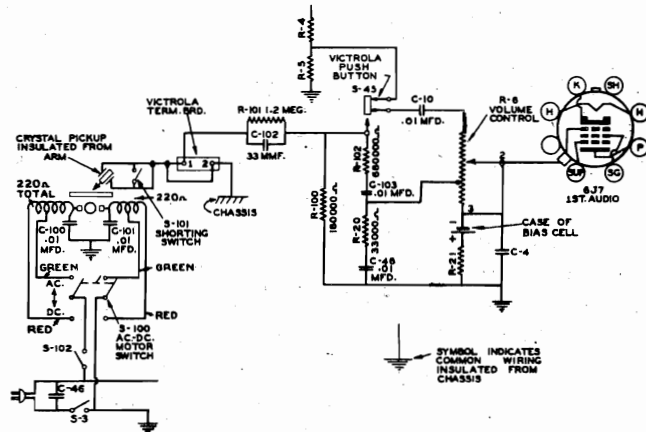 R-4
R-5
VICTROLA
PUSH
BUTTON
S-45
VICTROLA
TERM. BRD.
R-101 1.2 MEG.
C-102
33 MMF.
C-10
.01 MFD.
R-6
VOLUME
CONTROL
K
SH
H
H
P
SUP
SG
6J7
1ST. AUDIO
CRYSTAL PICKUP
INSULATED FROM
ARM
1 2
220Ω
TOTAL
220Ω
S-101
SHORTING
SWITCH
CHASSIS
R-100
180000Ω
R-102
680000Ω
C-103
.01 MFD.
R-20
33000Ω
C-48
.01
MFD.
2
3
1
+
CASE OF
BIAS CELL
R-21
C-4
C-100
.01
MFD.
C-101
.01
MFD.
GREEN
GREEN
AC.
DC.
RED
RED
S-100
AC-DC.
MOTOR
SWITCH
S-102
C-46
S-3
SYMBOL INDICATES
COMMON WIRING
INSULATED FROM
CHASSIS